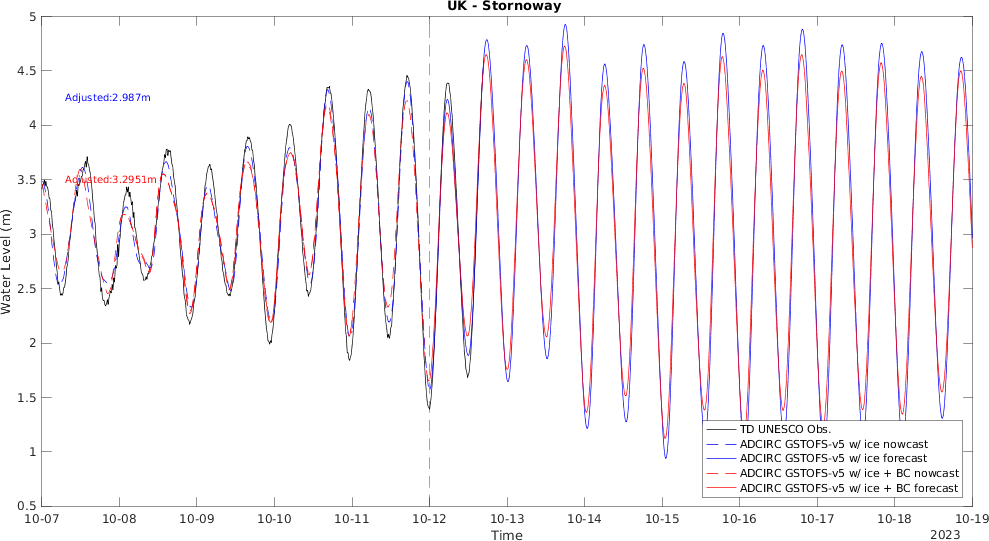 UK - Stornoway
5
4.5
4
3.5
3
2.5
2
1.5
1
0.5
Water Level (m)
Adjusted:2.987m
Adjusted:3.2951m
TD UNESCO Obs.
ADCIRC GSTOFS-v5 w/ ice nowcast
ADCIRC GSTOFS-v5 w/ ice forecast
ADCIRC GSTOFS-v5 w/ ice + BC nowcast
ADCIRC GSTOFS-v5 w/ ice + BC forecast
10-07 10-08 10-09 10-10 10-11 10-12 10-13 10-14 10-15 10-16 10-17 10-18 10-19
Time
2023